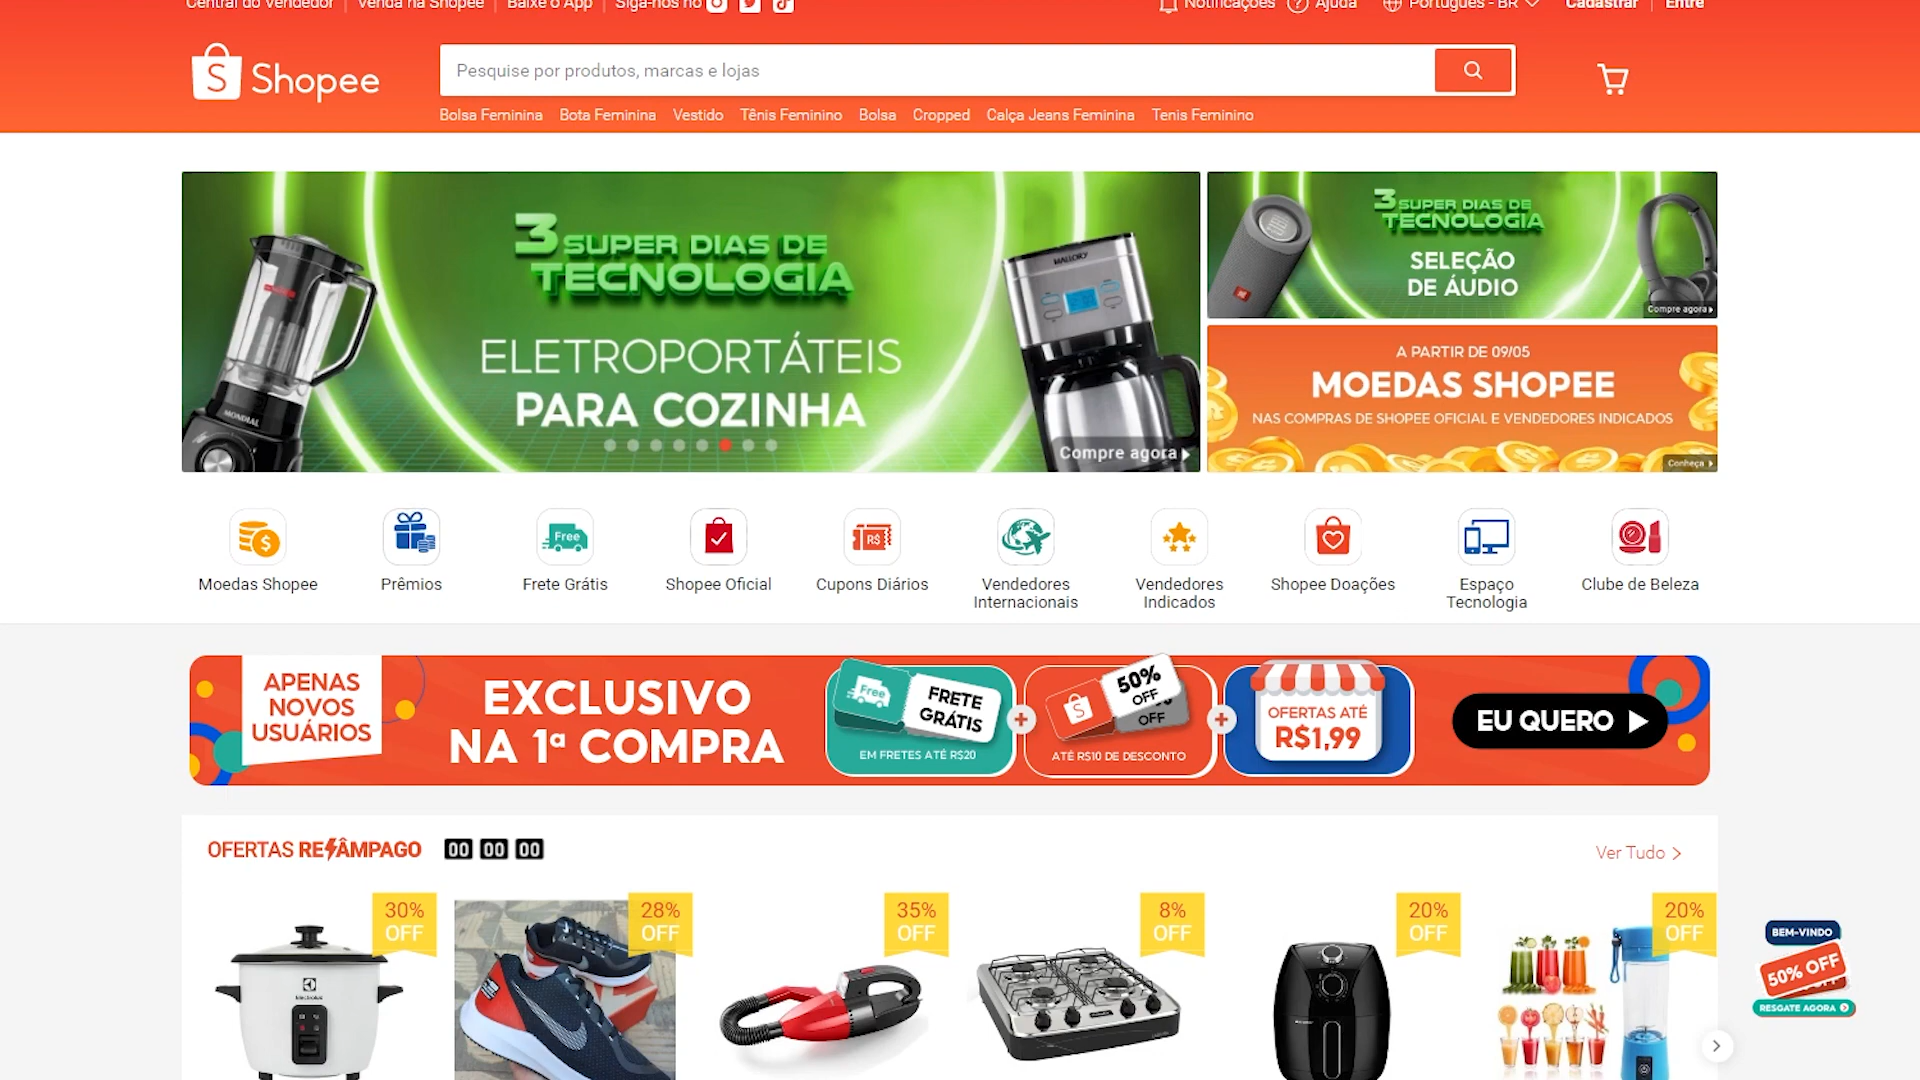 Central do Vendedor | Venda na Shopee | Baixe o App | Siga-nos no
Notificações Ajuda Português - BR Cadastrar | Entre
Shopee
Pesquise por produtos, marcas e lojas
Bolsa Feminina Bota Feminina Vestido Tênis Feminino Bolsa Cropped Calça Jeans Feminina Tenis Feminino
3 SUPER DIAS DE
TECNOLOGIA
ELETROPORTÁTEIS
PARA COZINHA
MONDIAL
MALLORY
Compre agora
3 SUPER DIAS DE
TECNOLOGIA
SELEÇÃO
DE ÁUDIO
JBL
Compre agora
A PARTIR DE 09/05
MOEDAS SHOPEE
NAS COMPRAS DE SHOPEE OFICIAL E VENDEDORES INDICADOS
Conheça
Moedas Shopee
Prêmios
Free
Frete Grátis
Shopee Oficial
R$
Cupons Diários
Vendedores
Internacionais
Vendedores
Indicados
Shopee Doações
Espaço
Tecnologia
Clube de Beleza
APENAS
NOVOS
USUÁRIOS
EXCLUSIVO
NA 1ª COMPRA
Free
FRETE
GRÁTIS
EM FRETES ATÉ R$20
50%
OFF
OFF
ATÉ R$10 DE DESCONTO
OFERTAS ATÉ
R$1,99
EU QUERO
OFERTAS RELÂMPAGO 00 00 00
Ver Tudo
30%
OFF
28%
OFF
35%
OFF
8%
OFF
20%
OFF
20%
OFF
Electrolux
BEM-VINDO
50% OFF
RESGATE AGORA